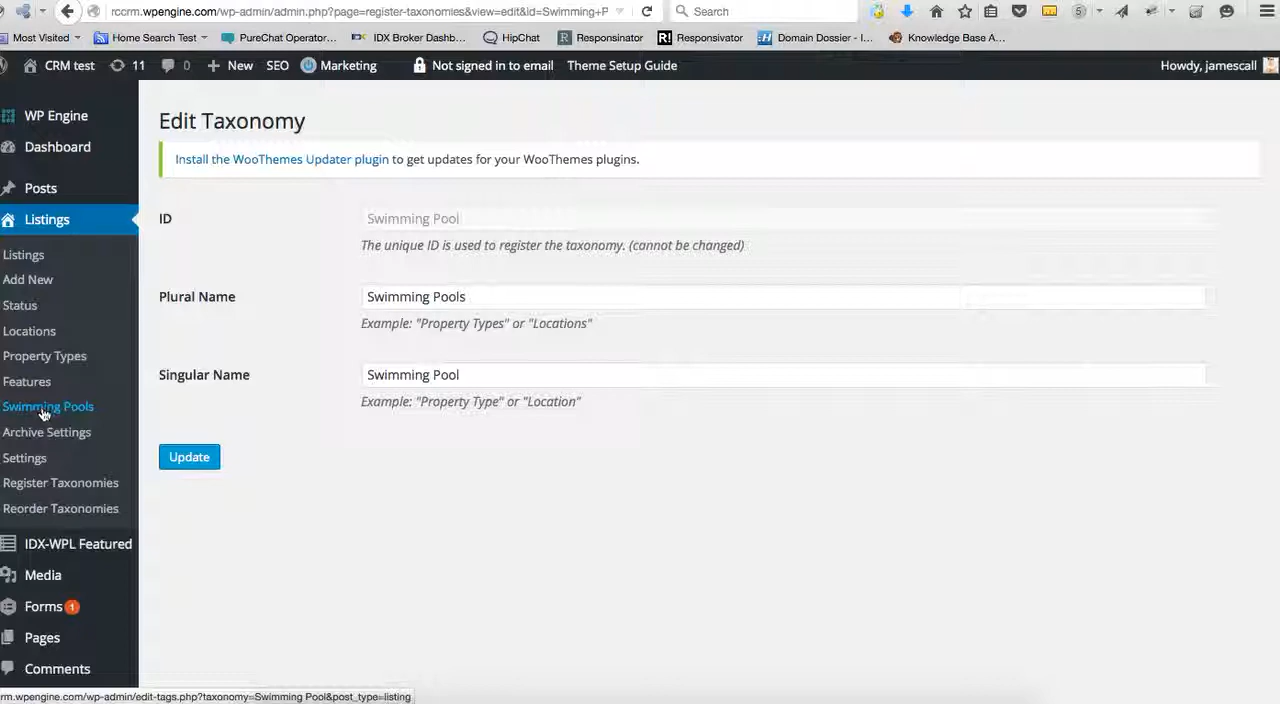 rccrm.wpengine.com/wp-admin/admin.php?page=register-taxonomies&view=edit&id=Swimming+P
Search
5
Most Visited
Home Search Test
PureChat Operator...
IDX Broker Dashb...
HipChat
R Responsinator
R! Responsivator
:H Domain Dossier - I...
Knowledge Base A...
CRM test
11
0
+ New
SEO
Marketing
Not signed in to email
Theme Setup Guide
Howdy, jamescall
WP Engine
Dashboard
Posts
Listings
Listings
Add New
Status
Locations
Property Types
Features
Swimming Pools
Archive Settings
Settings
Register Taxonomies
Reorder Taxonomies
IDX-WPL Featured
Media
Forms 1
Pages
Comments
Edit Taxonomy
Install the WooThemes Updater plugin to get updates for your WooThemes plugins.
ID
Swimming Pool
The unique ID is used to register the taxonomy. (cannot be changed)
Plural Name
Swimming Pools
Example: "Property Types" or "Locations"
Singular Name
Swimming Pool
Example: "Property Type" or "Location"
Update
rm.wpengine.com/wp-admin/edit-tags.php?taxonomy=Swimming Pool&post_type=listing